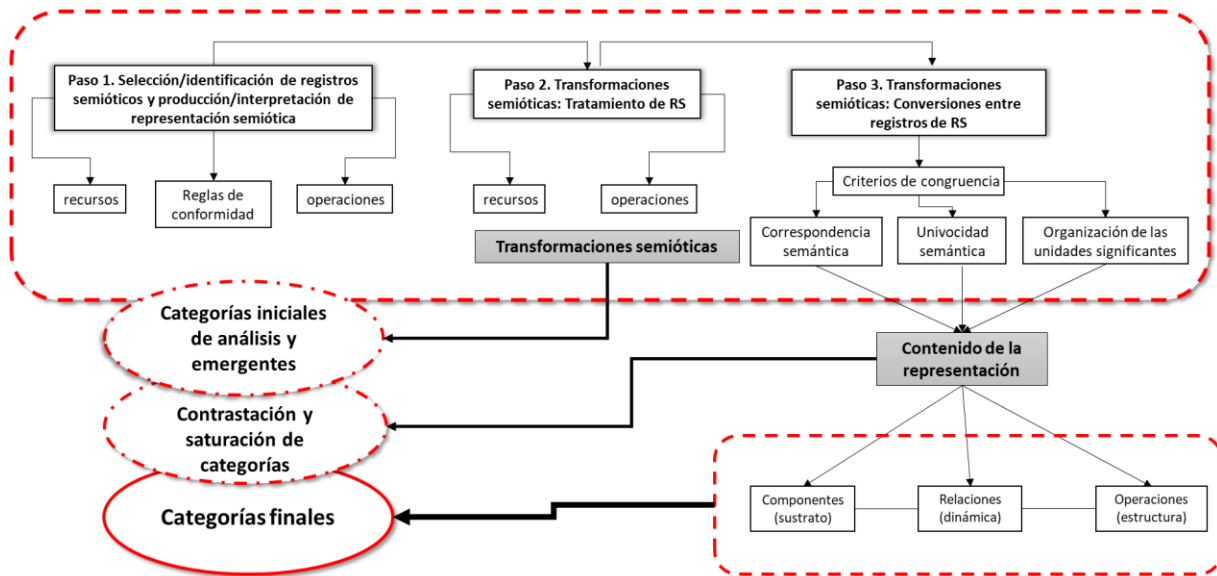 Paso 1. Selección/identificación de registros
semióticos y producción/interpretación de
representación semiótica
Paso 2. Transformaciones
semióticas: Tratamiento de RS
Paso 3. Transformaciones
semióticas: Conversiones entre
registros de RS
recursos
Reglas de
conformidad
operaciones
recursos
operaciones
Criterios de congruencia
Correspondencia
semántica
Univocidad
semántica
Organización de las
unidades significantes
Transformaciones semióticas
Categorías iniciales
de análisis y
emergentes
Contenido de la
representación
Contrastación y
saturación de
categorías
Categorías finales
Componentes
(sustrato)
Relaciones
(dinámica)
Operaciones
(estructura)